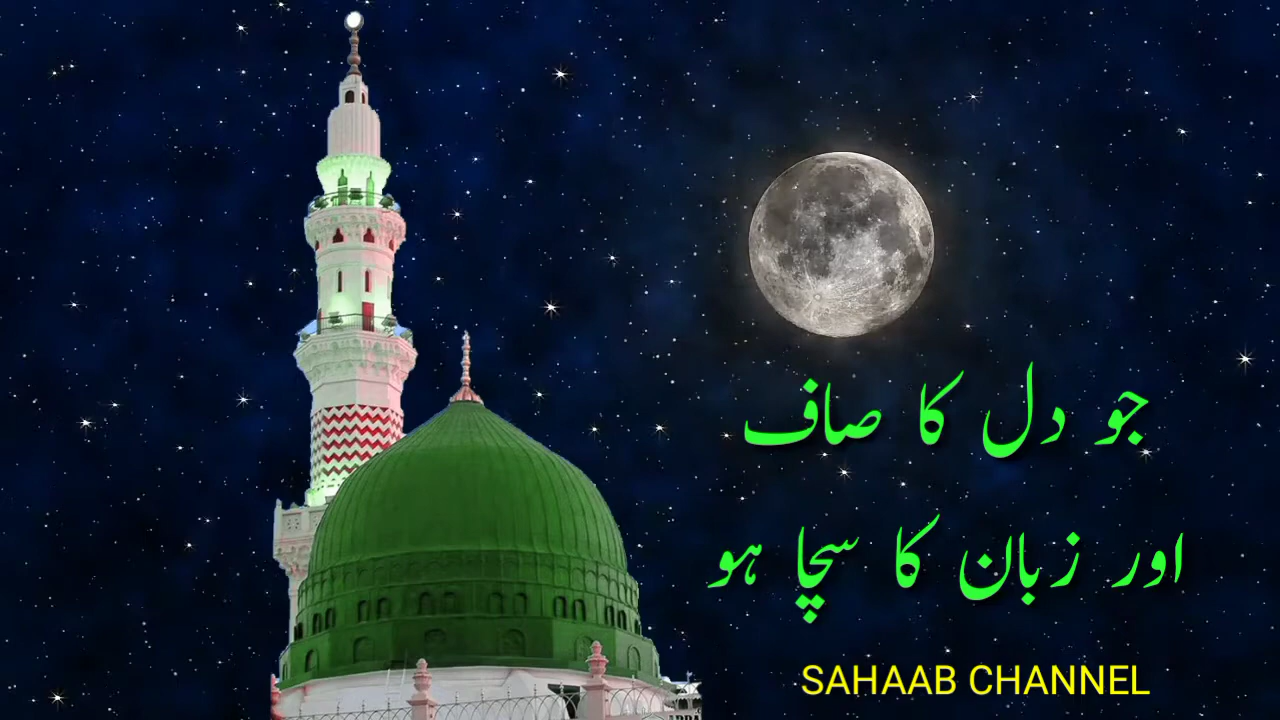 جو دل کا صاف
اور زبان کا سچا ہو
SAHAAB CHANNEL